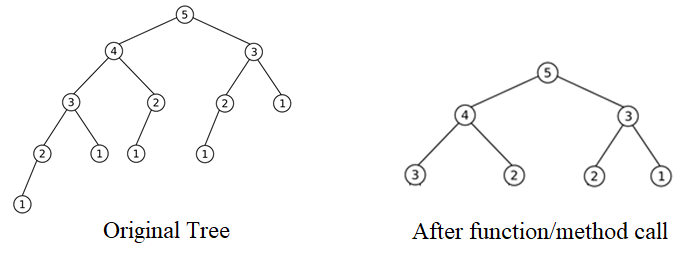 5
4 3
3 2 2 1
2 1 1 1
1
Original Tree
5
4 3
3 2 2 1
After function/method call